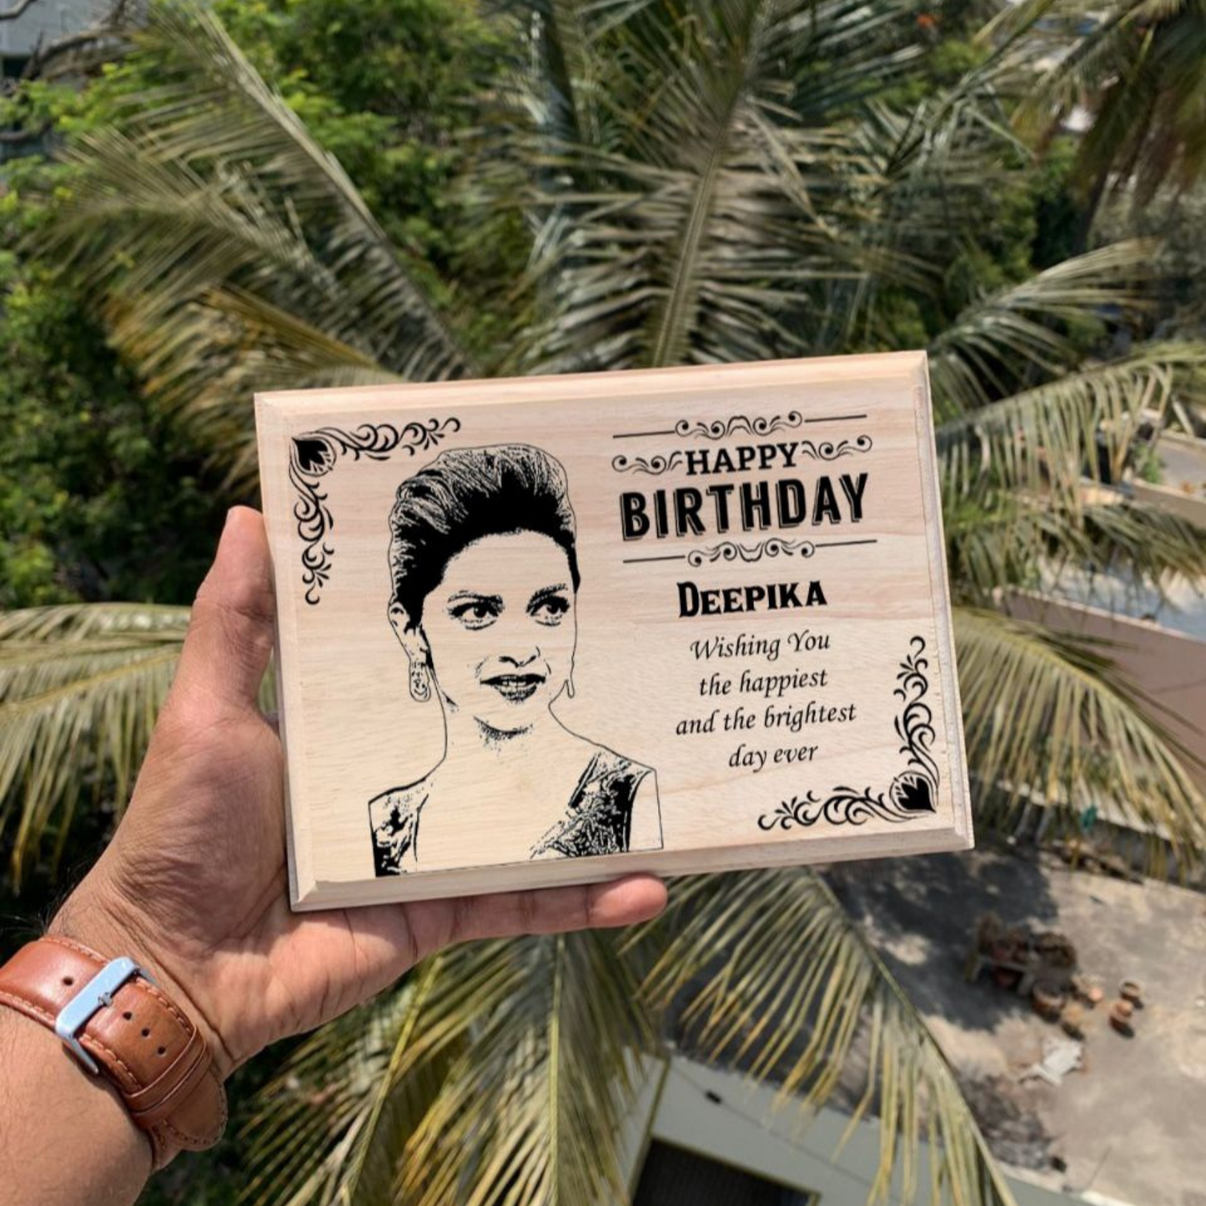 HAPPY
BIRTHDAY
DEEPIKA
Wishing You
the happiest
and the brightest
day ever